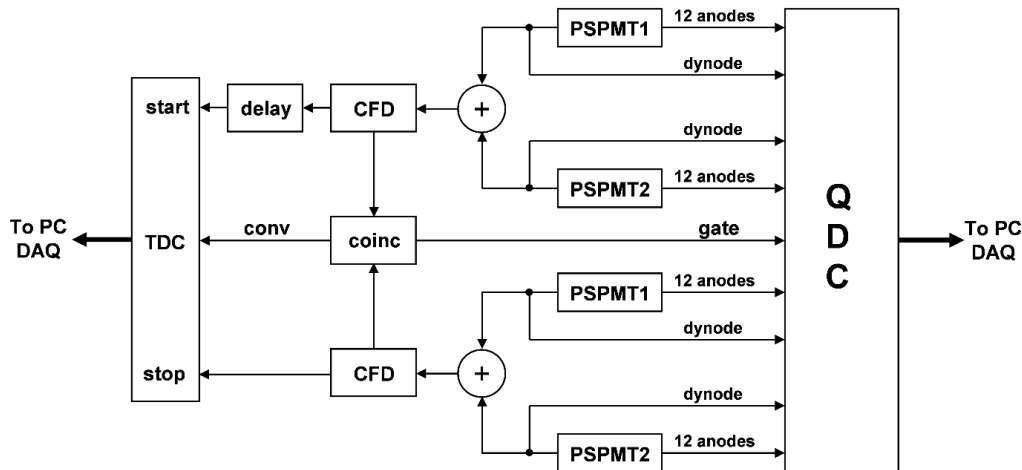 PSPMT1
12 anodes
dynode
start
delay
CFD
+
dynode
PSPMT2
12 anodes
To PC
DAQ
TDC
conv
coinc
gate
Q
D
C
To PC
DAQ
PSPMT1
12 anodes
dynode
stop
CFD
+
dynode
PSPMT2
12 anodes